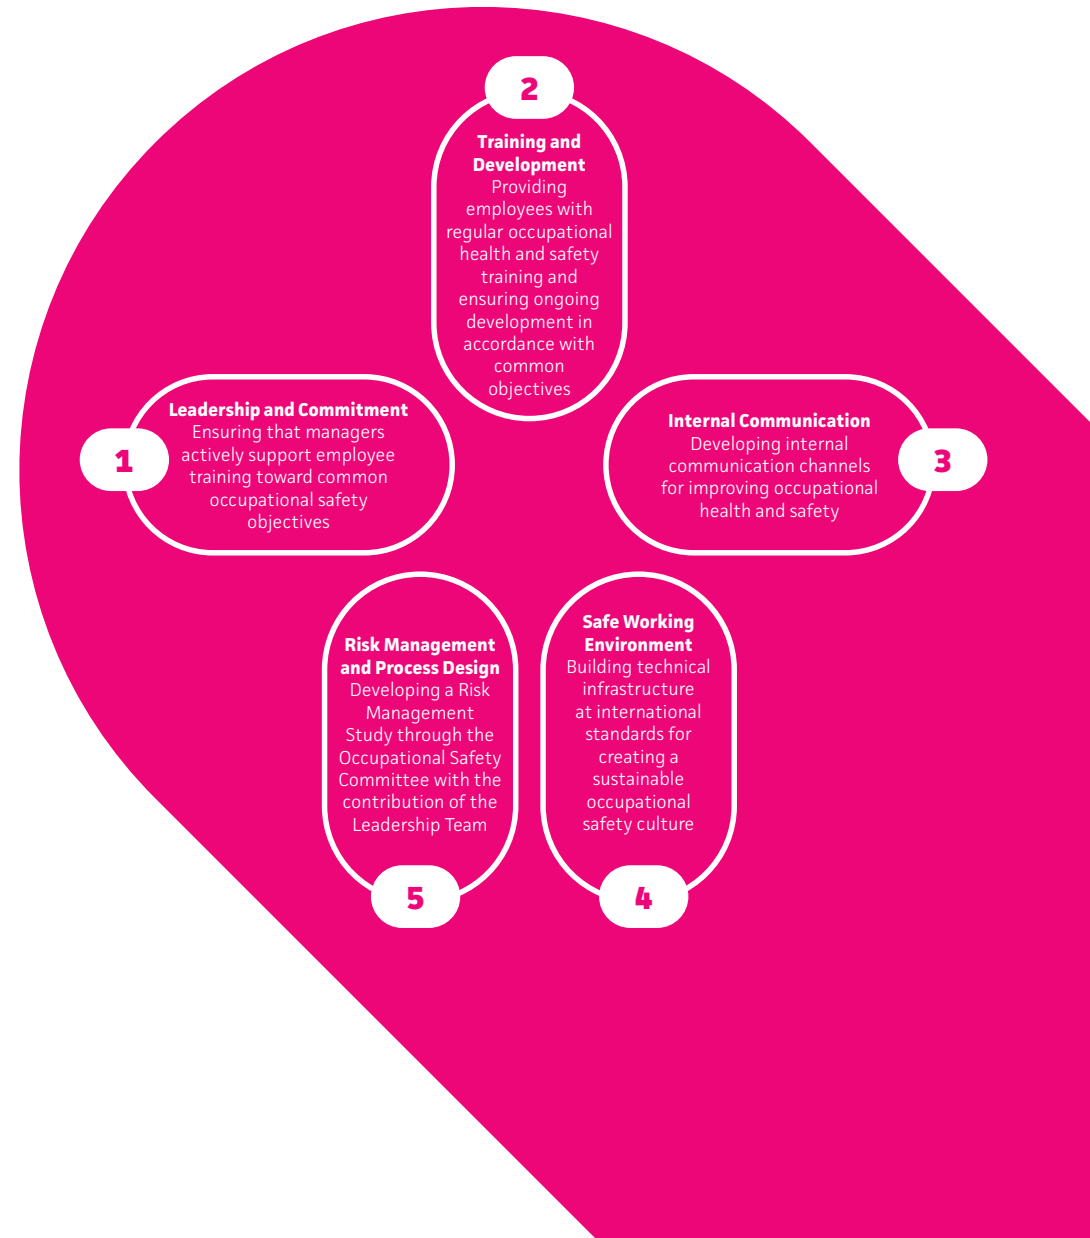 1
Leadership and Commitment
Ensuring that managers
actively support employee
training toward common
occupational safety
objectives
2
Training and
Development
Providing
employees with
regular occupational
health and safety
training and
ensuring ongoing
development in
accordance with
common
objectives
3
Internal Communication
Developing internal
communication channels
for improving occupational
health and safety
4
Safe Working
Environment
Building technical
infrastructure
at international
standards for
creating a
sustainable
occupational
safety culture
5
Risk Management
and Process Design
Developing a Risk
Management
Study through the
Occupational Safety
Committee with the
contribution of the
Leadership Team